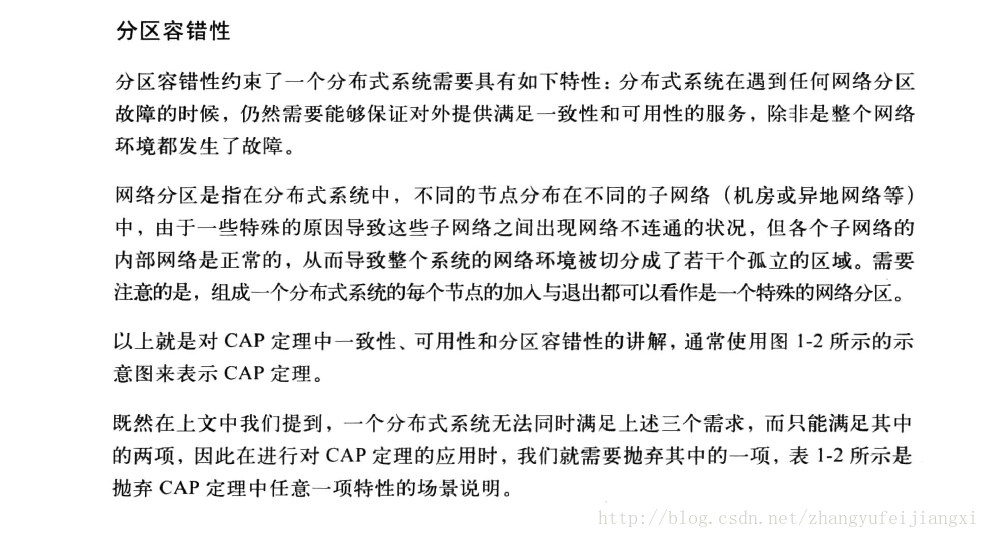 分区容错性
分区容错性约束了一个分布式系统需要具有如下特性：分布式系统在遇到任何网络分区
故障的时候，仍然需要能够保证对外提供满足一致性和可用性的服务，除非是整个网络
环境都发生了故障。
网络分区是指在分布式系统中，不同的节点分布在不同的子网络（机房或异地网络等）
中，由于一些特殊的原因导致这些子网络之间出现网络不连通的状况，但各个子网络的
内部网络是正常的，从而导致整个系统的网络环境被切分成了若干个孤立的区域。需要
注意的是，组成一个分布式系统的每个节点的加入与退出都可以看作是一个特殊的网络分区。
以上就是对 CAP 定理中一致性、可用性和分区容错性的讲解，通常使用图 1-2 所示的示
意图来表示 CAP 定理。
既然在上文中我们提到，一个分布式系统无法同时满足上述三个需求，而只能满足其中
的两项，因此在进行对 CAP 定理的应用时，我们就需要抛弃其中的一项，表 1-2 所示是
抛弃 CAP 定理中任意一项特性的场景说明。
http://blog.csdn.net/zhangyufeijiangxi